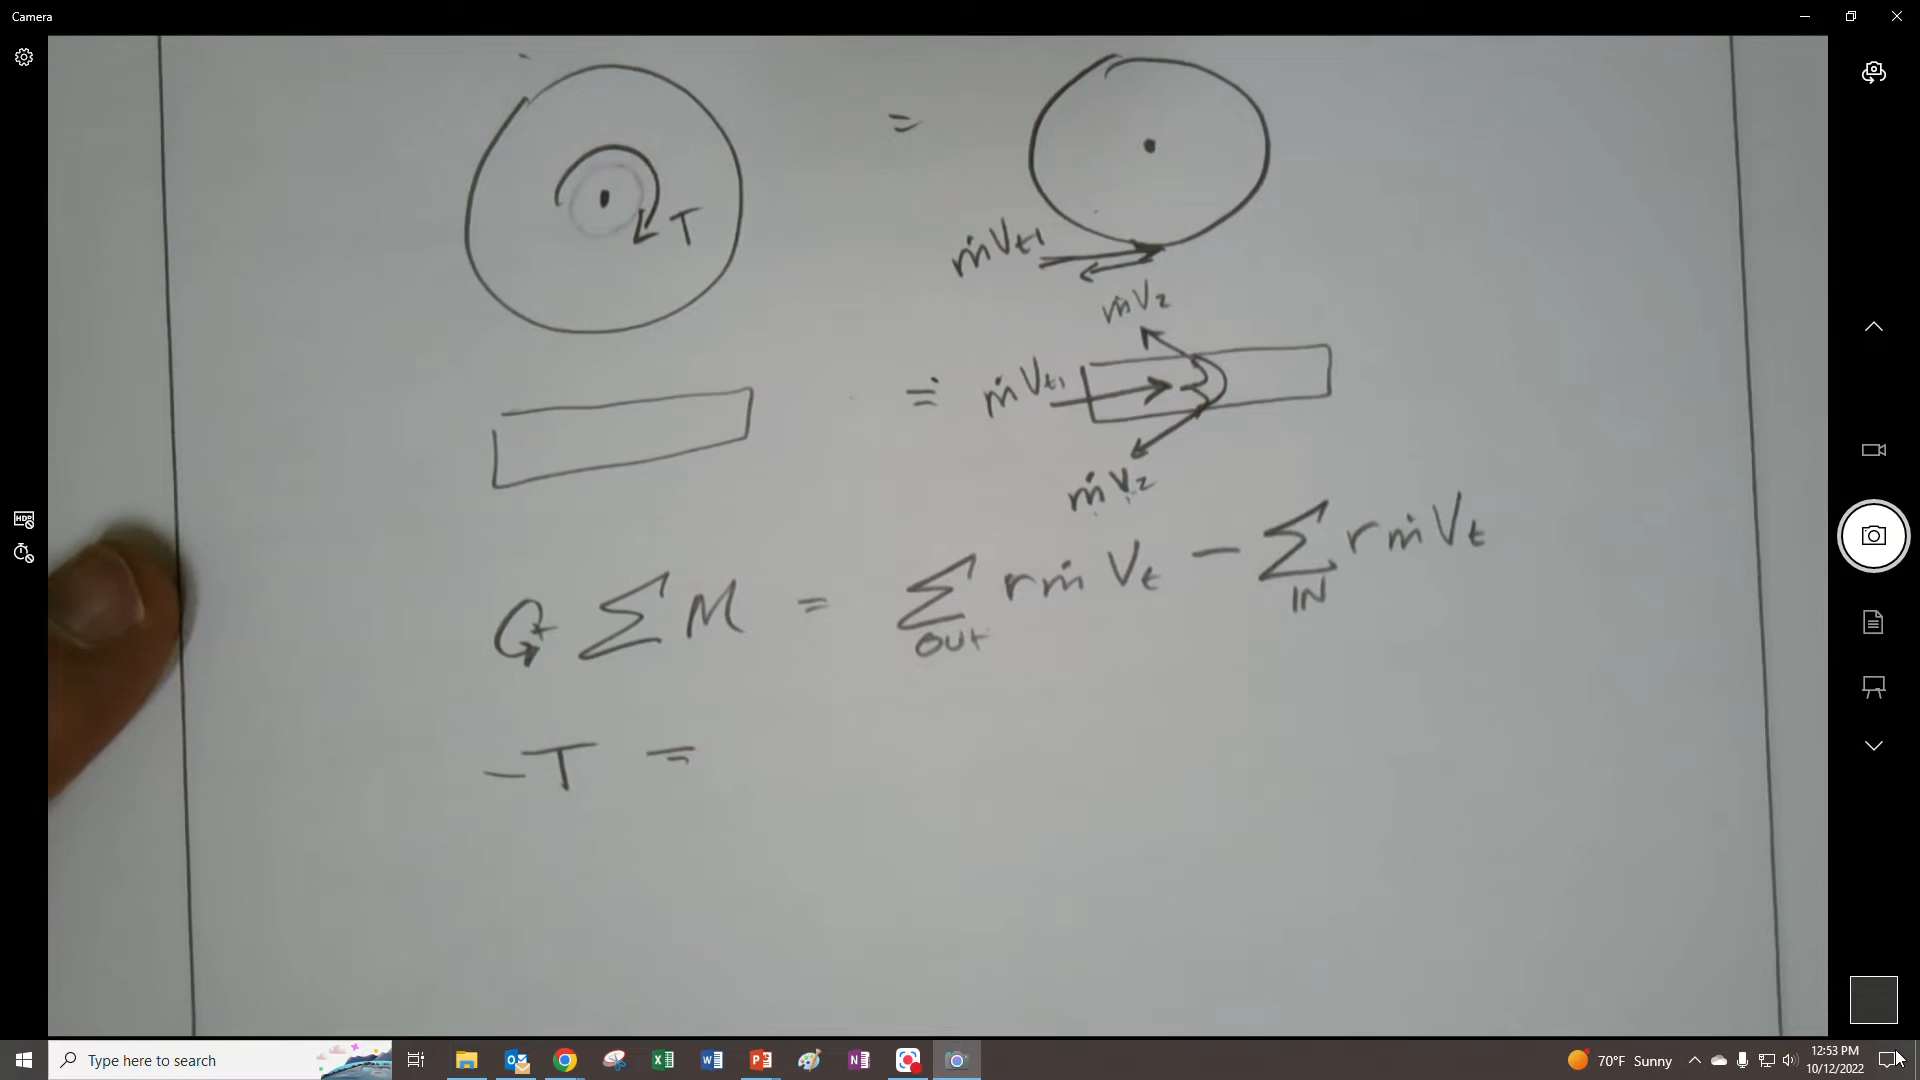 Camera
=
T
ṁVt1
ṁV2
= ṁVt1
ṁV2
+ ΣM = Σ rṁVt - Σ rṁVt
OUT IN
-T =
Type here to search
70°F Sunny
12:53 PM
10/12/2022